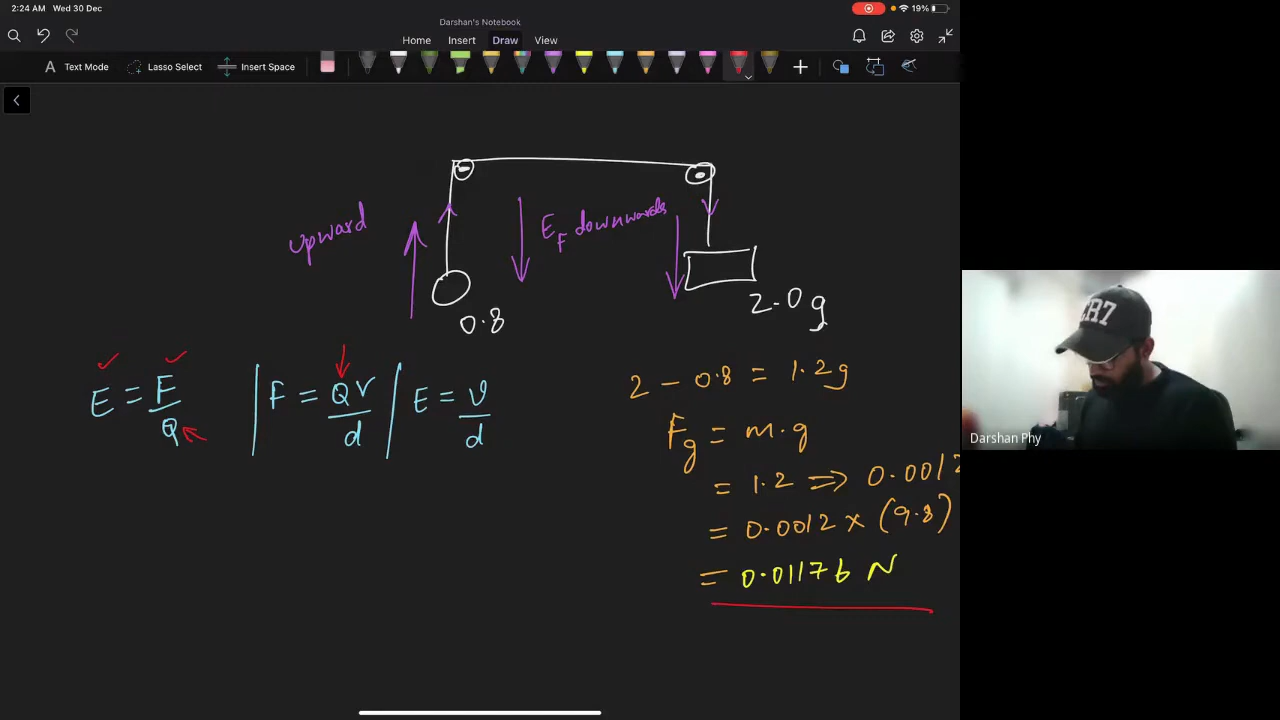 2:24 AM Wed 30 Dec
19%
Darshan's Notebook
Home Insert Draw View
Text Mode Lasso Select Insert Space
upward
E_F downwards
0.8
2.0g
E = F/Q | F = QV/d | E = V/d
2 - 0.8 = 1.2g
Fg = m.g
= 1.2 ⇒ 0.0012
= 0.0012 x (9.8)
= 0.01176 N
CR7
Darshan Phy